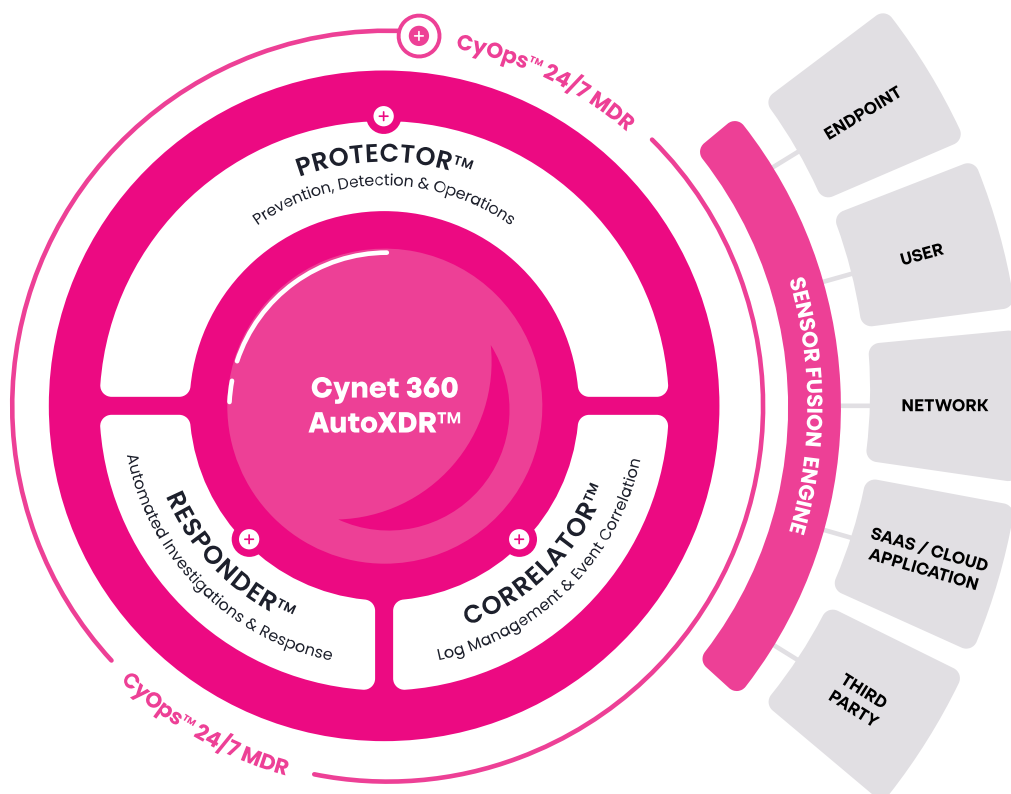 CyOps™ 24/7 MDR
PROTECTOR™
Prevention, Detection & Operations
Cynet 360
AutoXDR™
RESPONDER™
Automated Investigations & Response
CORRELATOR™
Log Management & Event Correlation
CyOps™ 24/7 MDR
SENSOR FUSION ENGINE
ENDPOINT
USER
NETWORK
SAAS / CLOUD
APPLICATION
THIRD
PARTY